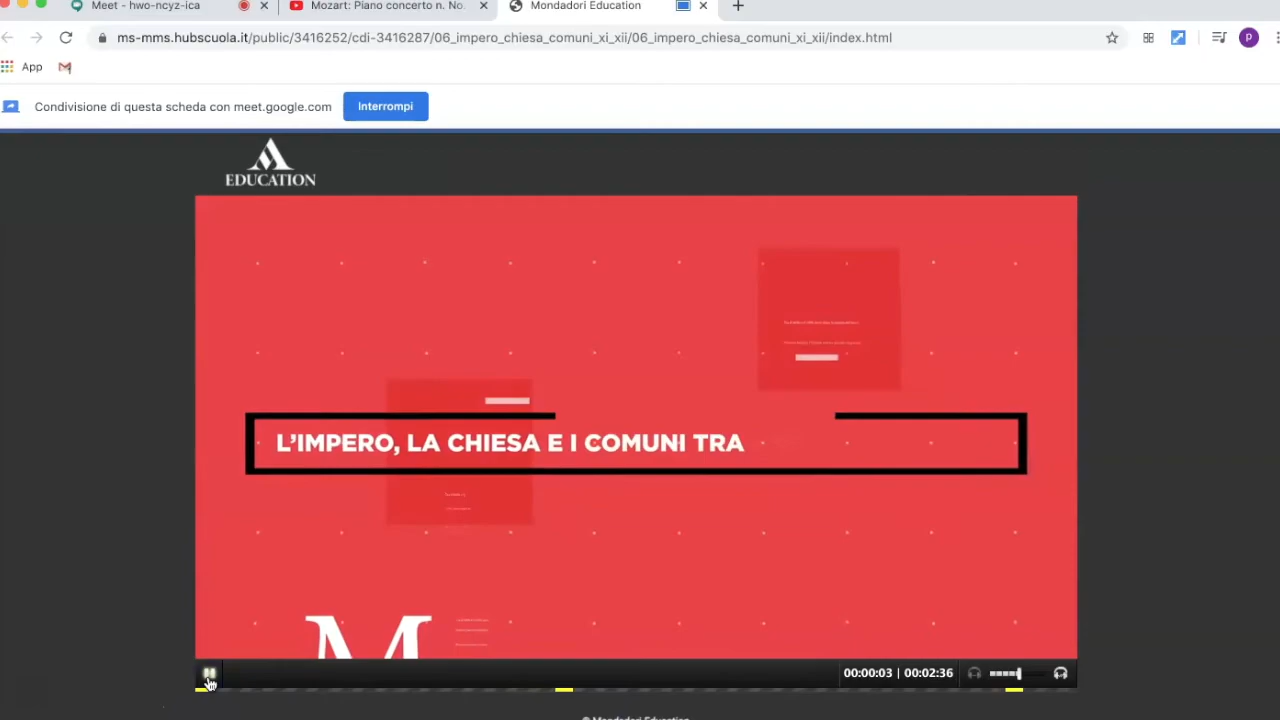 Meet - hwo-ncyz-ica
Mozart: Piano concerto n. No.
Mondadori Education
ms-mms.hubscuola.it/public/3416252/cdi-3416287/06_impero_chiesa_comuni_xi_xii/06_impero_chiesa_comuni_xi_xii/index.html
P
App
Condivisione di questa scheda con meet.google.com
Interrompi
EDUCATION
L'IMPERO, LA CHIESA E I COMUNI TRA
M
00:00:03 | 00:02:36
© Mondadori Education